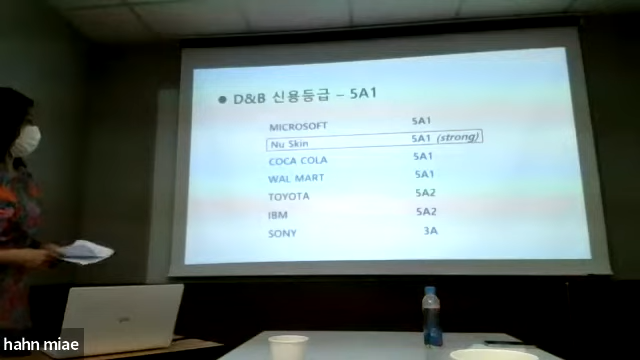 ● D&B 신용등급 – 5A1
MICROSOFT 5A1
Nu Skin 5A1 (strong)
COCA COLA 5A1
WAL MART 5A1
TOYOTA 5A2
IBM 5A2
SONY 3A
hahn miae